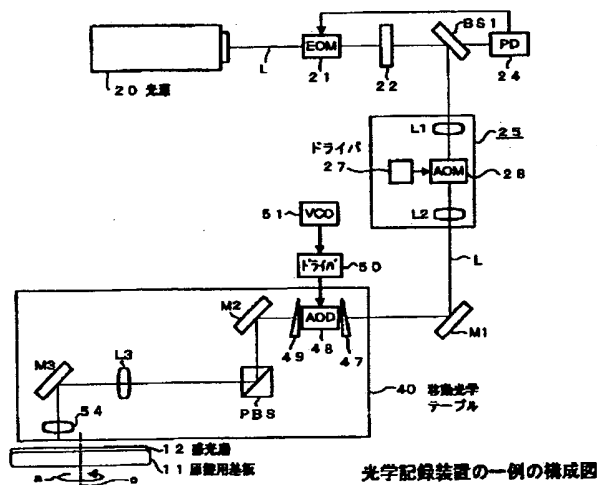 BS1
EOM
PD
L
21
22
24
20 光源
L1
25
ドライバ
27
AOM
28
51
VCO
L2
ドライバ
50
L
M2
AOD
49
48
47
M1
M3
L3
PBS
40 移動光学
テーブル
54
12 感光層
11 原盤用基板
a
o
光学記録装置の一例の構成図